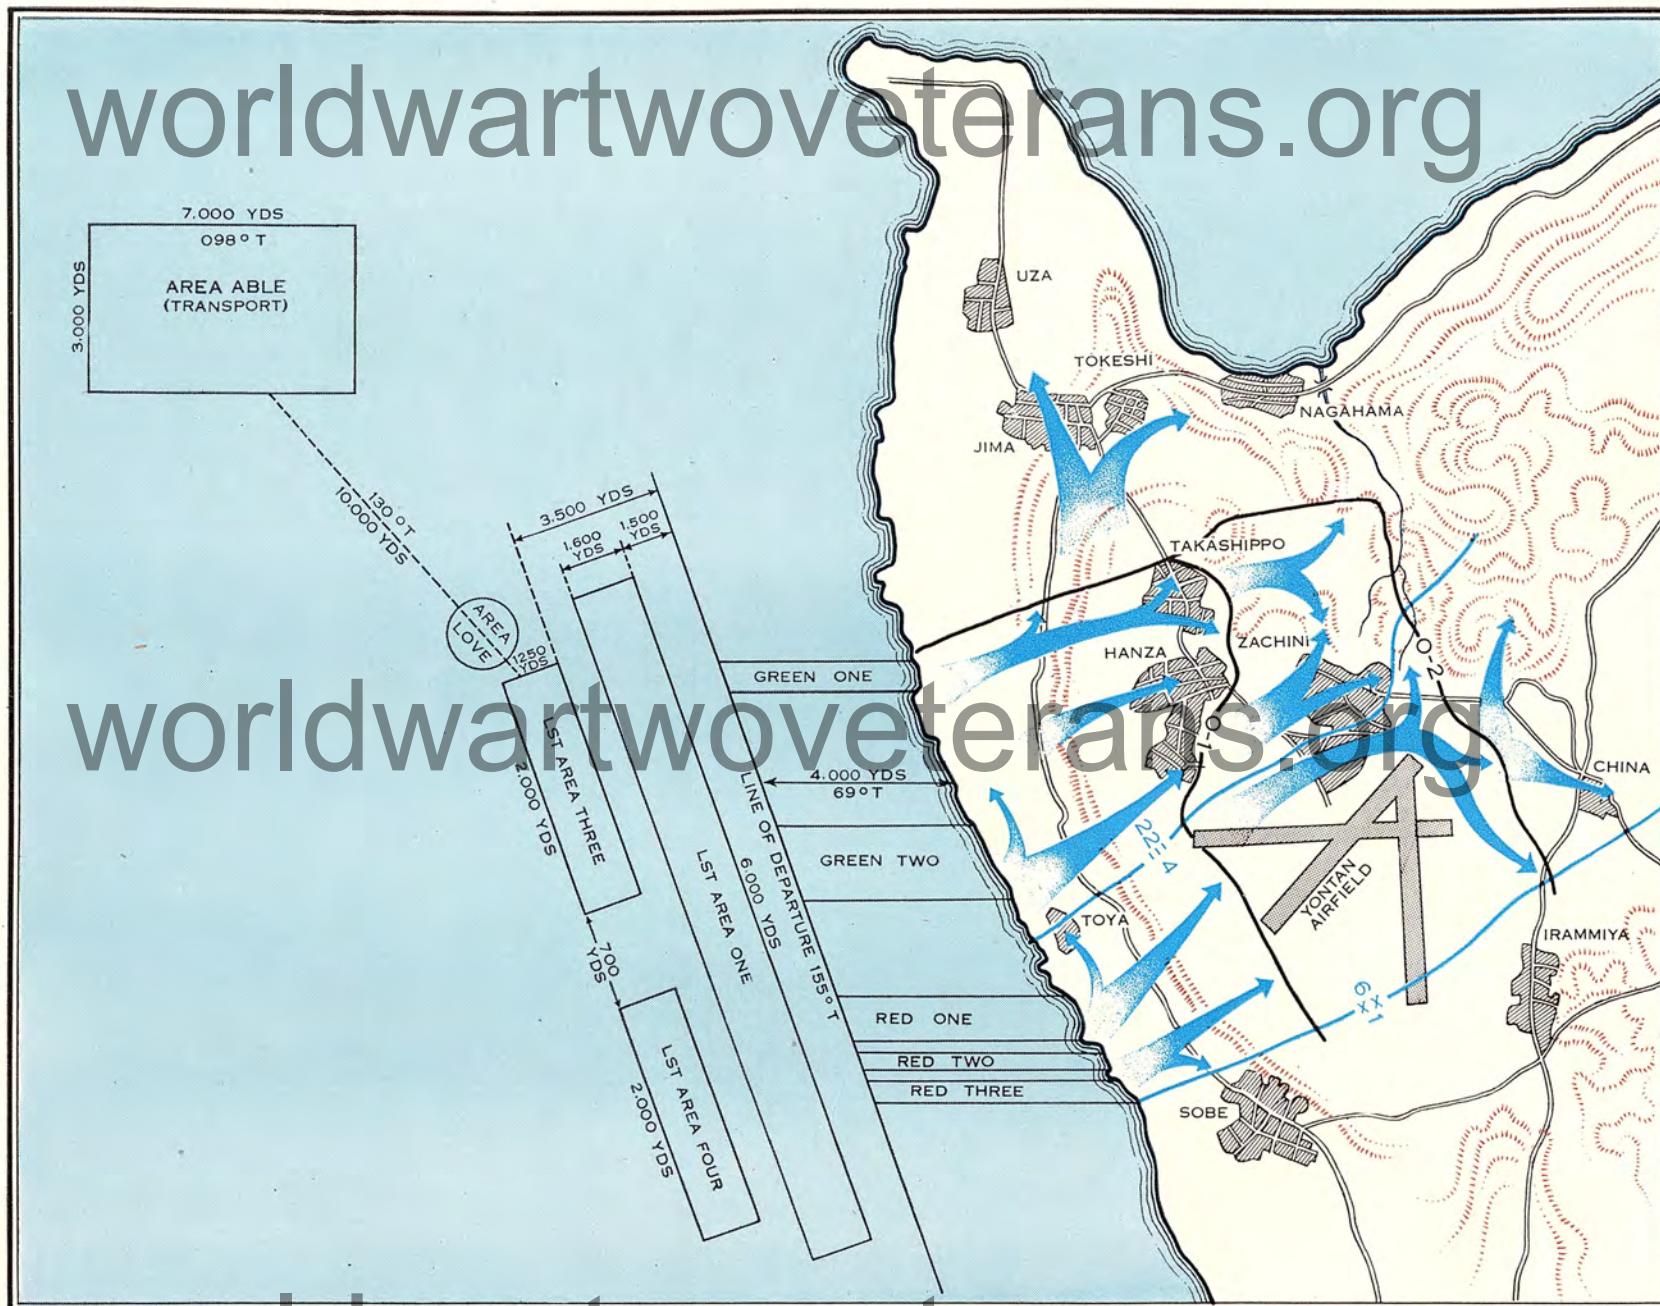 worldwartwoveterans.org
7.000 YDS
098° T
AREA ABLE
(TRANSPORT)
3.000 YDS
130° T
10.000 YDS
AREA
LOVE
3.500 YDS
1.600
YDS
1.500
YDS
1250
YDS
LST AREA THREE
2.000 YDS
700
YDS
LST AREA FOUR
2.000 YDS
LST AREA ONE
6.000 YDS
LINE OF DEPARTURE 155° T
GREEN ONE
4.000 YDS
69° T
GREEN TWO
RED ONE
RED TWO
RED THREE
UZA
TOKESHI
JIMA
NAGAHAMA
TAKASHIPPO
HANZA
ZACHINI
O-1
O-2
worldwartwoveterans.org
CHINA
22 4
TOYA
YONTAN
AIRFIELD
IRAMMIYA
6 XX 1
SOBE